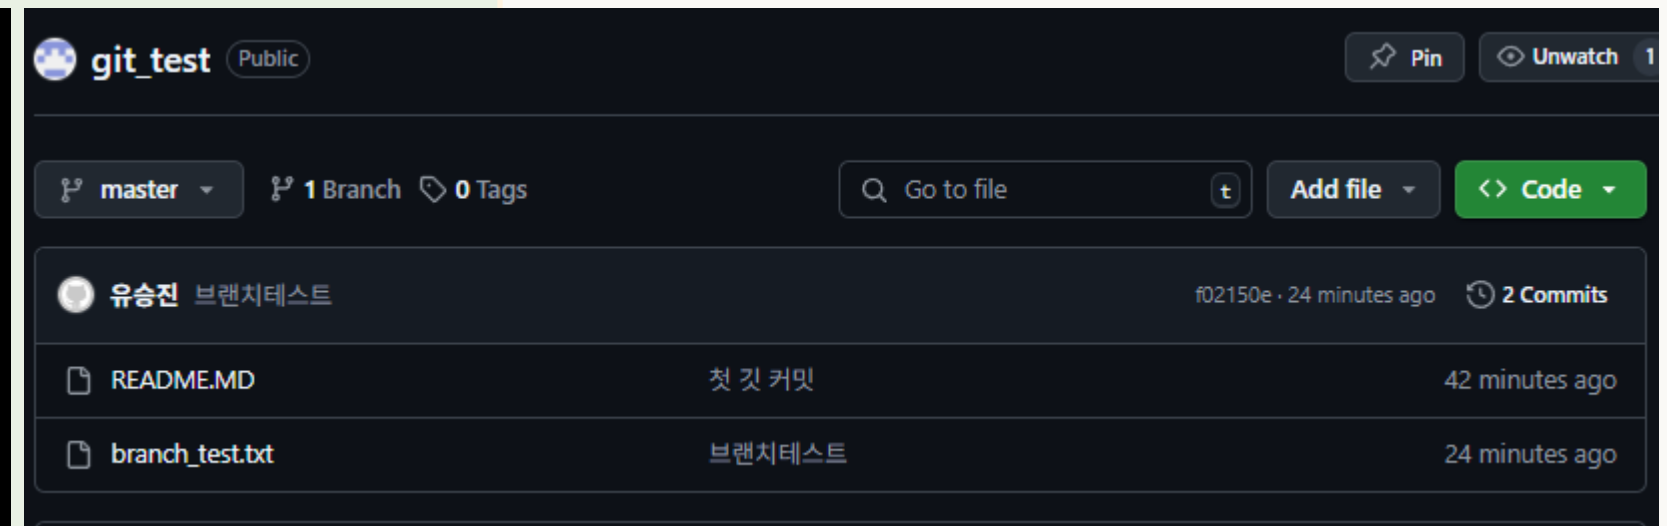 git_test Public Pin Unwatch 1
master 1 Branch 0 Tags Go to file t Add file Code
유승진 브랜치테스트 f02150e · 24 minutes ago 2 Commits
README.MD 첫 깃 커밋 42 minutes ago
branch_test.txt 브랜치테스트 24 minutes ago